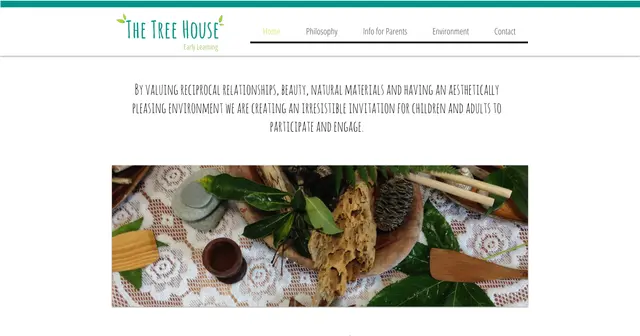 The Tree House
Early Learning
Home
Philosophy
Info for Parents
Environment
Contact
By valuing reciprocal relationships, beauty, natural materials and having an aesthetically
pleasing environment we are creating an irresistible invitation for children and adults to
participate and engage.